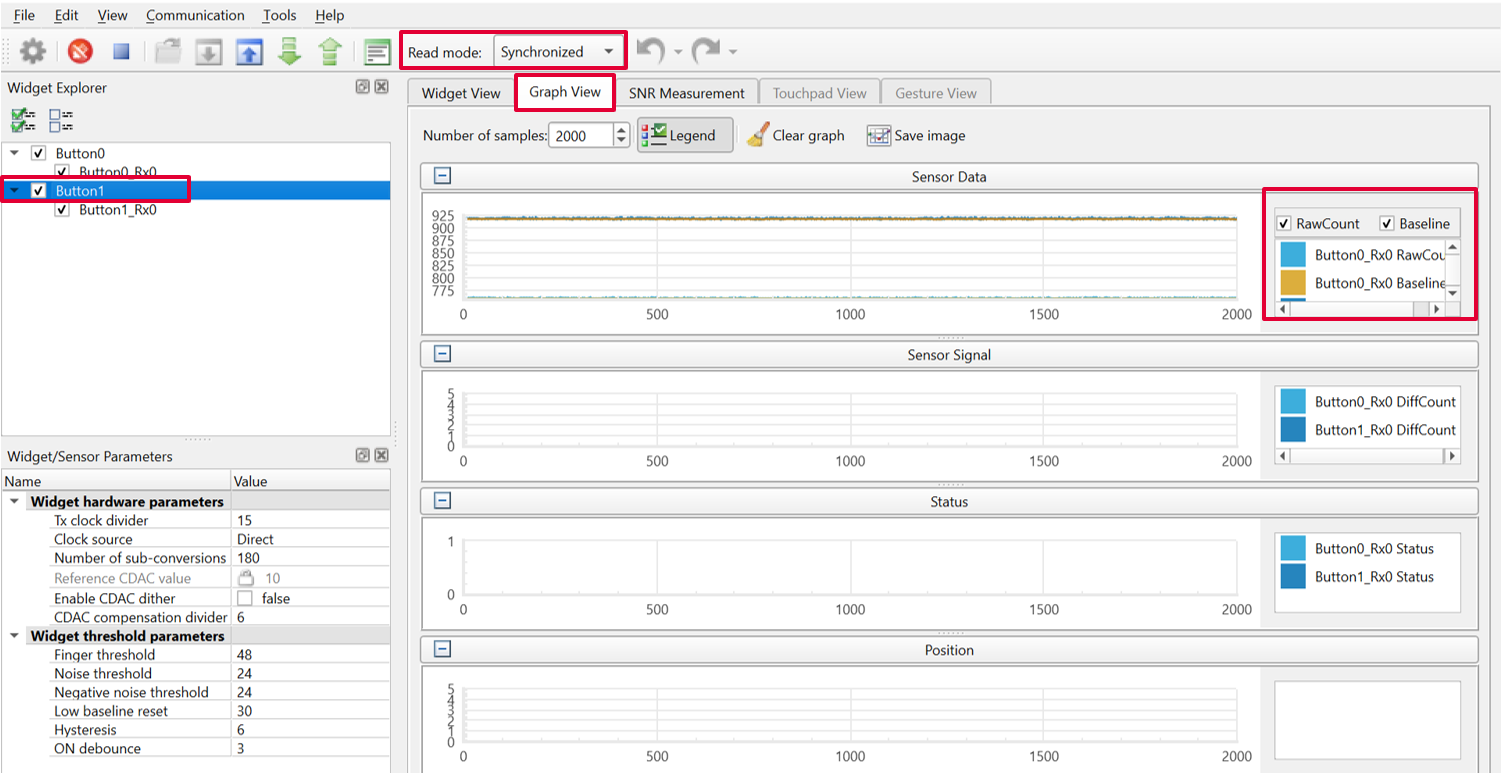 File Edit View Communication Tools Help
Read mode: Synchronized
Widget Explorer
Button0
Button0_Rx0
Button1
Button1_Rx0
Widget/Sensor Parameters
Name Value
Widget hardware parameters
Tx clock divider 15
Clock source Direct
Number of sub-conversions 180
Reference CDAC value 10
Enable CDAC dither false
CDAC compensation divider 6
Widget threshold parameters
Finger threshold 48
Noise threshold 24
Negative noise threshold 24
Low baseline reset 30
Hysteresis 6
ON debounce 3
Widget View Graph View SNR Measurement Touchpad View Gesture View
Number of samples: 2000 Legend Clear graph Save image
Sensor Data
925
900
875
850
825
800
775
0 500 1000 1500 2000
RawCount Baseline
Button0_Rx0 RawCou
Button0_Rx0 Baseline
Sensor Signal
5
4
3
2
1
0
0 500 1000 1500 2000
Button0_Rx0 DiffCount
Button1_Rx0 DiffCount
Status
1
0
0 500 1000 1500 2000
Button0_Rx0 Status
Button1_Rx0 Status
Position
5
4
3
2
1
0
0 500 1000 1500 2000